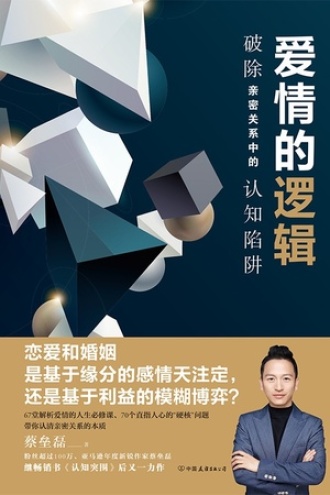 爱情的逻辑
破除亲密关系中的认知陷阱
恋爱和婚姻
是基于缘分的感情天注定,
还是基于利益的模糊博弈?
67堂解析爱情的人生必修课、70个直指人心的“硬核”问题
带你认清亲密关系的本质
蔡垒磊 著
粉丝超过100万、亚马逊年度新锐作家蔡垒磊
继畅销书《认知突围》后又一力作
中国友谊出版公司